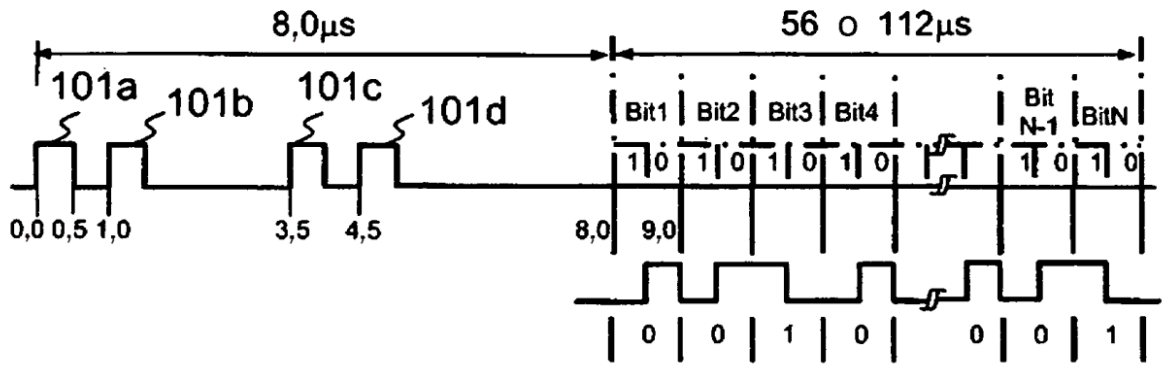 8,0μs 56 o 112μs
101a 101b 101c 101d
Bit1 Bit2 Bit3 Bit4 Bit N-1 BitN
1 0 1 0 1 0 1 0 1 0 1 0
0,0 0,5 1,0 3,5 4,5 8,0 9,0
0 0 1 0 0 0 1